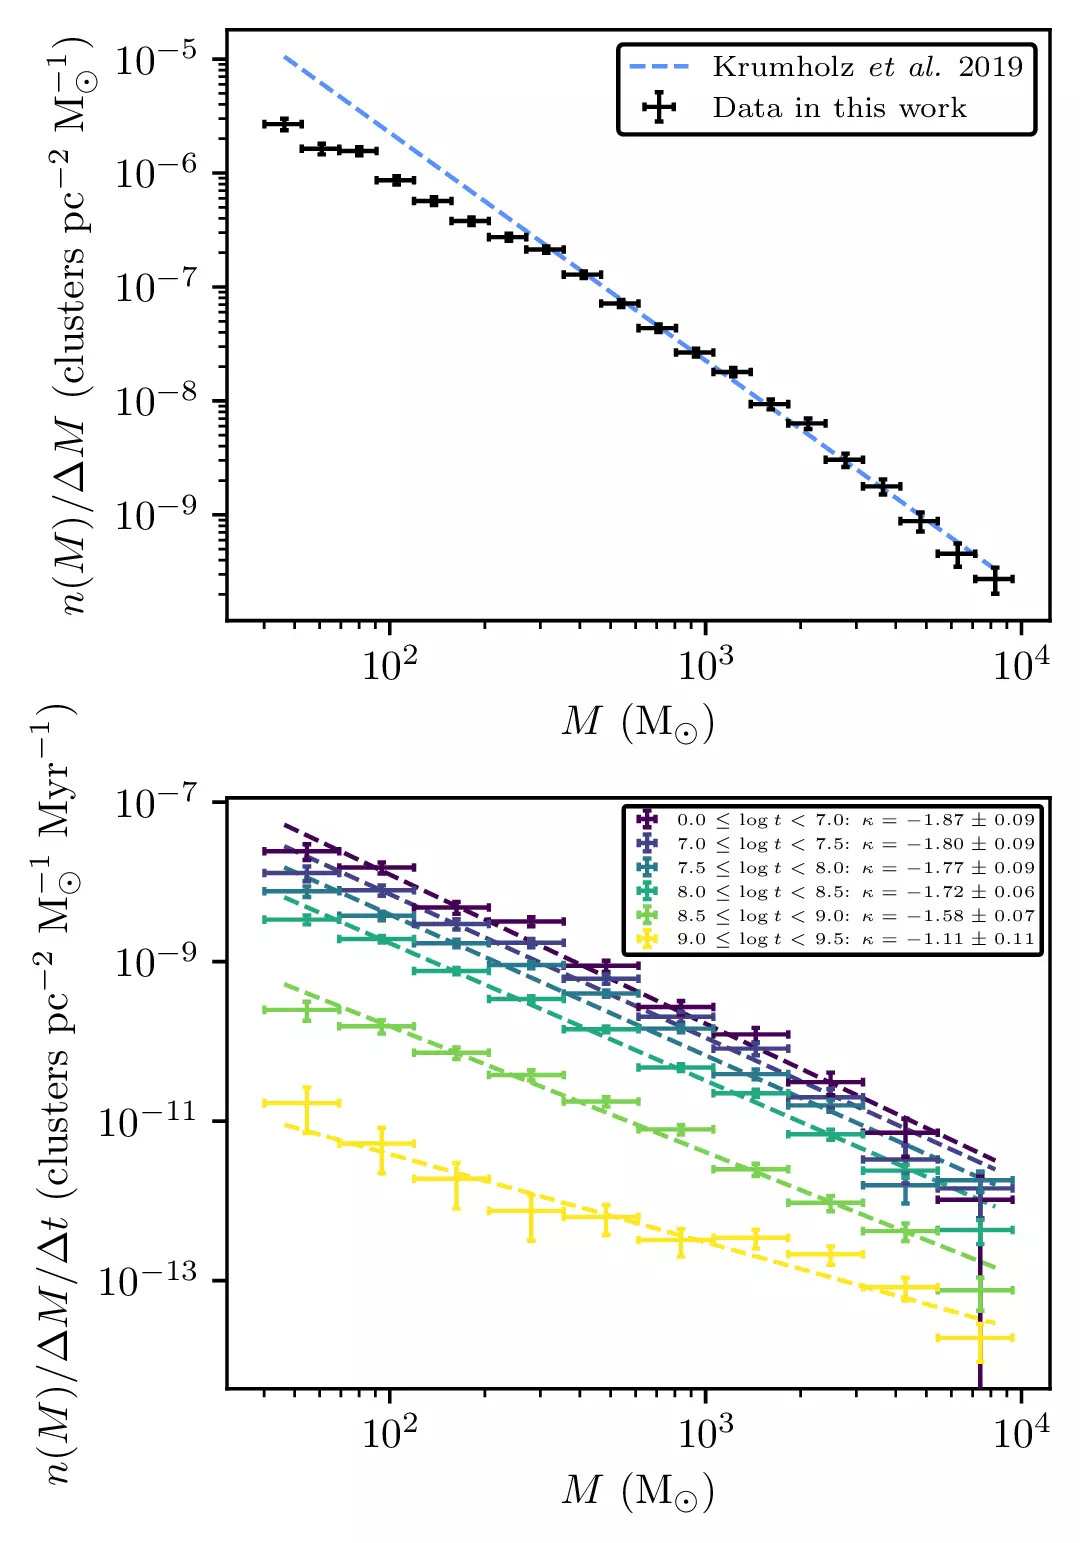 10⁻⁵
10⁻⁶
10⁻⁷
10⁻⁸
10⁻⁹
n(M)/ΔM (clusters pc⁻² M⊙⁻¹)
Krumholz et al. 2019
Data in this work
10² 10³ 10⁴
M (M⊙)
10⁻⁷
10⁻⁹
10⁻¹¹
10⁻¹³
n(M)/ΔM/Δt (clusters pc⁻² M⊙⁻¹ Myr⁻¹)
0.0 ≤ log t < 7.0: κ = −1.87 ± 0.09
7.0 ≤ log t < 7.5: κ = −1.80 ± 0.09
7.5 ≤ log t < 8.0: κ = −1.77 ± 0.09
8.0 ≤ log t < 8.5: κ = −1.72 ± 0.06
8.5 ≤ log t < 9.0: κ = −1.58 ± 0.07
9.0 ≤ log t < 9.5: κ = −1.11 ± 0.11
10² 10³ 10⁴
M (M⊙)